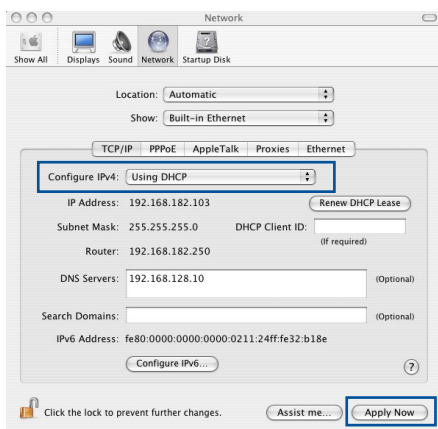 Network
Show All Displays Sound Network Startup Disk
Location: Automatic
Show: Built-in Ethernet
TCP/IP PPPoE AppleTalk Proxies Ethernet
Configure IPv4: Using DHCP
IP Address: 192.168.182.103 Renew DHCP Lease
Subnet Mask: 255.255.255.0 DHCP Client ID:
(If required)
Router: 192.168.182.250
DNS Servers: 192.168.128.10 (Optional)
Search Domains: (Optional)
IPv6 Address: fe80:0000:0000:0000:0211:24ff:fe32:b18e
Configure IPv6...
?
Click the lock to prevent further changes. Assist me... Apply Now